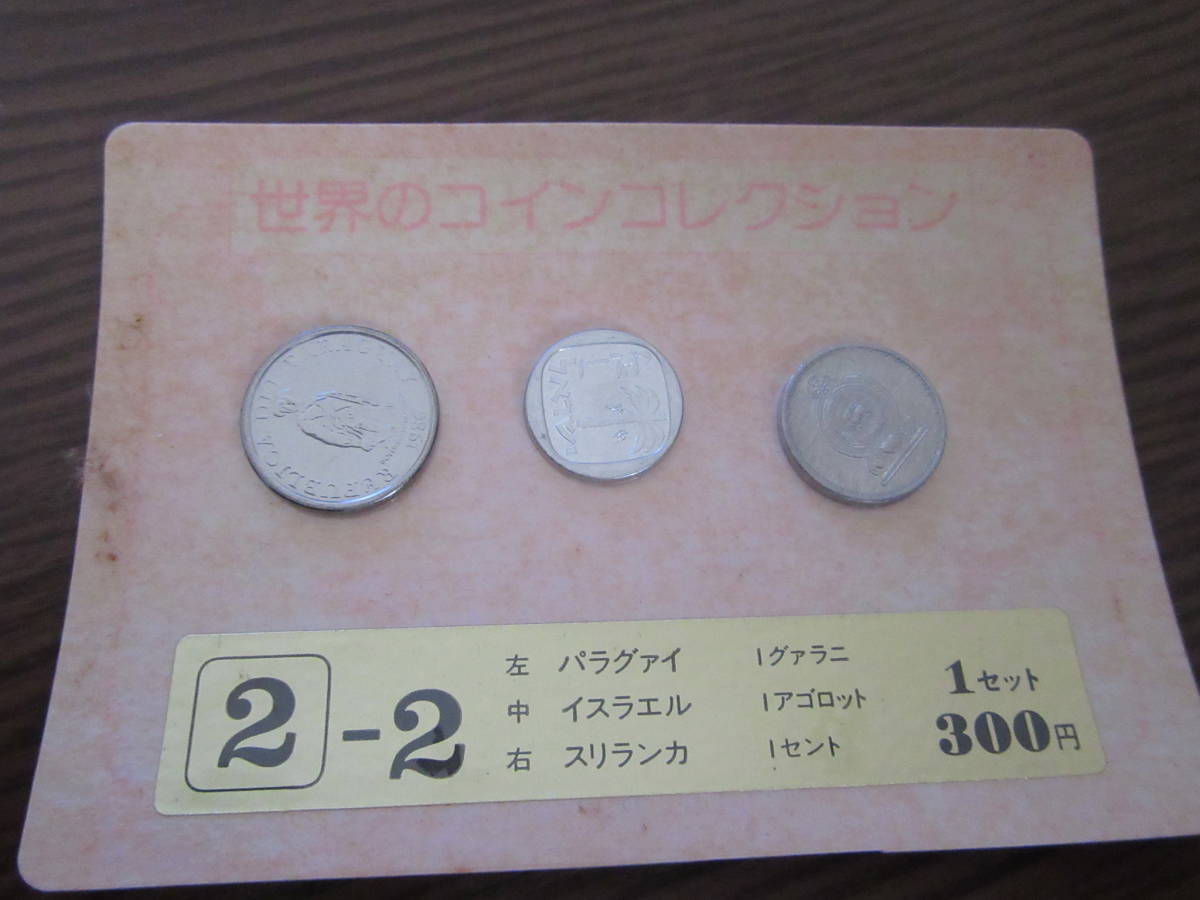 世界のコインコレクション
REPUBLICA DEL PARAGUAY
2-2
左 パラグァイ 1グァラニ
中 イスラエル 1アゴロット
右 スリランカ 1セント
1セット
300円